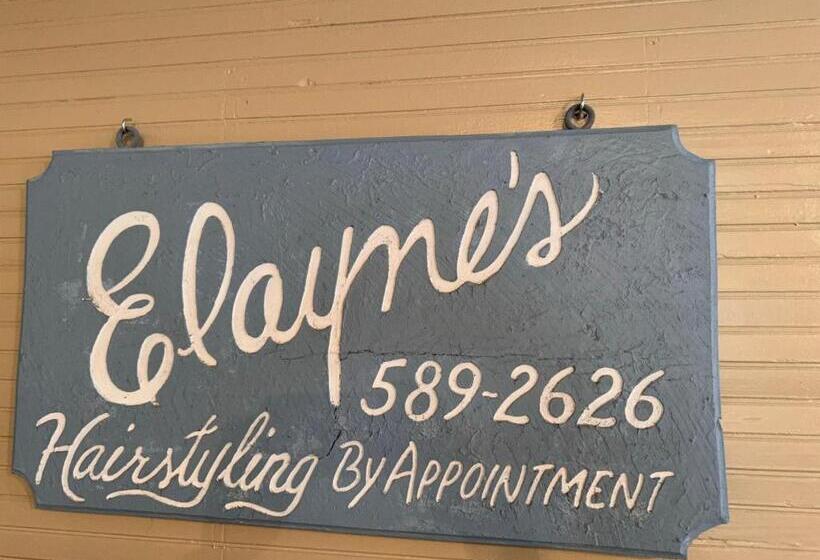 Elayne's
589-2626
Hairstyling By APPOINTMENT